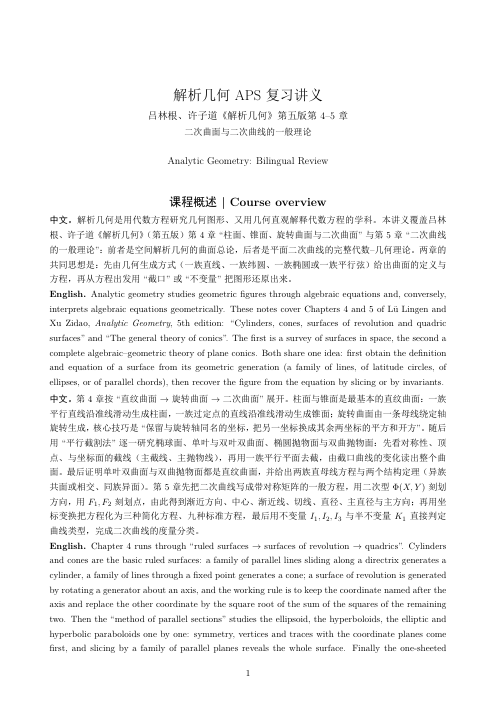 解析几何 APS 复习讲义
吕林根、许子道《解析几何》第五版第 4–5 章
二次曲面与二次曲线的一般理论
Analytic Geometry: Bilingual Review
课程概述 | Course overview
中文。解析几何是用代数方程研究几何图形、又用几何直观解释代数方程的学科。本讲义覆盖吕林
根、许子道《解析几何》（第五版）第 4 章 “柱面、锥面、旋转曲面与二次曲面” 与第 5 章 “二次曲线
的一般理论”：前者是空间解析几何的曲面总论，后者是平面二次曲线的完整代数–几何理论。两章的
共同思想是：先由几何生成方式（一族直线、一族纬圆、一族椭圆或一族平行弦）给出曲面的定义与
方程，再从方程出发用 “截口” 或 “不变量” 把图形还原出来。
English. Analytic geometry studies geometric figures through algebraic equations and, conversely,
interprets algebraic equations geometrically. These notes cover Chapters 4 and 5 of Lü Lingen and
Xu Zidao, Analytic Geometry, 5th edition: “Cylinders, cones, surfaces of revolution and quadric
surfaces” and “The general theory of conics”. The first is a survey of surfaces in space, the second a
complete algebraic–geometric theory of plane conics. Both share one idea: first obtain the definition
and equation of a surface from its geometric generation (a family of lines, of latitude circles, of
ellipses, or of parallel chords), then recover the figure from the equation by slicing or by invariants.
中文。第 4 章按 “直纹曲面 → 旋转曲面 → 二次曲面” 展开。柱面与锥面是最基本的直纹曲面：一族
平行直线沿准线滑动生成柱面，一族过定点的直线沿准线滑动生成锥面；旋转曲面由一条母线绕定轴
旋转生成，核心技巧是 “保留与旋转轴同名的坐标，把另一坐标换成其余两坐标的平方和开方”。随后
用 “平行截割法” 逐一研究椭球面、单叶与双叶双曲面、椭圆抛物面与双曲抛物面：先看对称性、顶
点、与坐标面的截线（主截线、主抛物线），再用一族平行平面去截，由截口曲线的变化读出整个曲
面。最后证明单叶双曲面与双曲抛物面都是直纹曲面，并给出两族直母线方程与两个结构定理（异族
共面或相交、同族异面）。第 5 章先把二次曲线写成带对称矩阵的一般方程，用二次型 Φ(X, Y) 刻划
方向，用 F₁, F₂ 刻划点，由此得到渐近方向、中心、渐近线、切线、直径、主直径与主方向；再用坐
标变换把方程化为三种简化方程、九种标准方程，最后用不变量 I₁, I₂, I₃ 与半不变量 K₁ 直接判定
曲线类型，完成二次曲线的度量分类。
English. Chapter 4 runs through “ruled surfaces → surfaces of revolution → quadrics”. Cylinders
and cones are the basic ruled surfaces: a family of parallel lines sliding along a directrix generates a
cylinder, a family of lines through a fixed point generates a cone; a surface of revolution is generated
by rotating a generator about an axis, and the working rule is to keep the coordinate named after the
axis and replace the other coordinate by the square root of the sum of the squares of the remaining
two. Then the “method of parallel sections” studies the ellipsoid, the hyperboloids, the elliptic and
hyperbolic paraboloids one by one: symmetry, vertices and traces with the coordinate planes come
first, and slicing by a family of parallel planes reveals the whole surface. Finally the one-sheeted
1